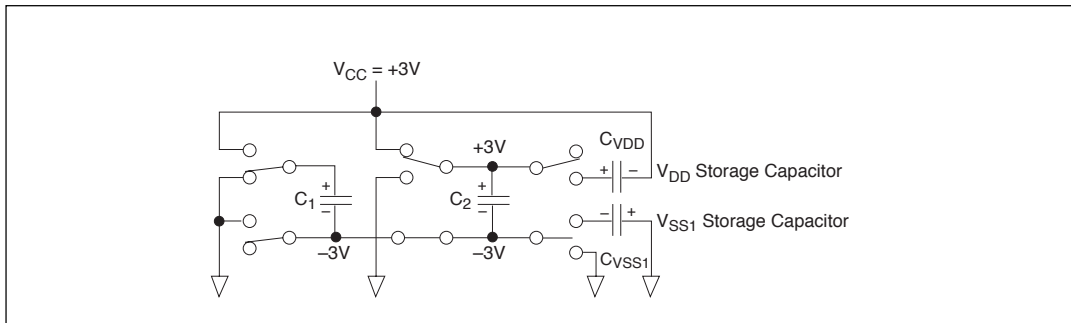 V_CC = +3V
C_VDD
+3V
+ –
V_DD Storage Capacitor
+
C_1
–
+
C_2
–
– +
V_SS1 Storage Capacitor
–3V
–3V
C_VSS1